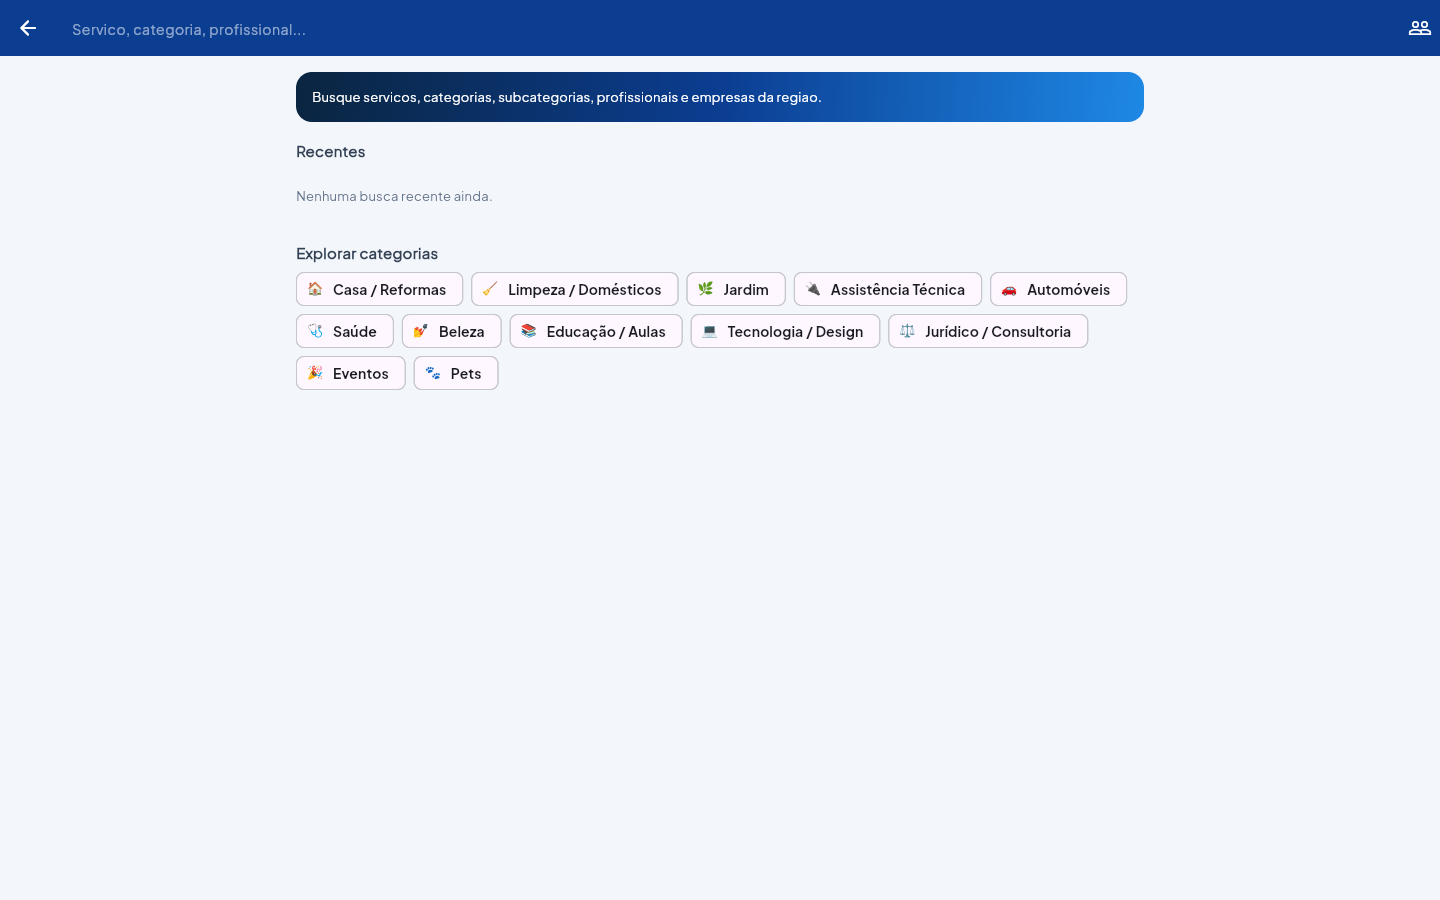 Servico, categoria, profissional...
Busque servicos, categorias, subcategorias, profissionais e empresas da regiao.
Recentes
Nenhuma busca recente ainda.
Explorar categorias
Casa / Reformas Limpeza / Domésticos Jardim Assistência Técnica Automóveis
Saúde Beleza Educação / Aulas Tecnologia / Design Jurídico / Consultoria
Eventos Pets